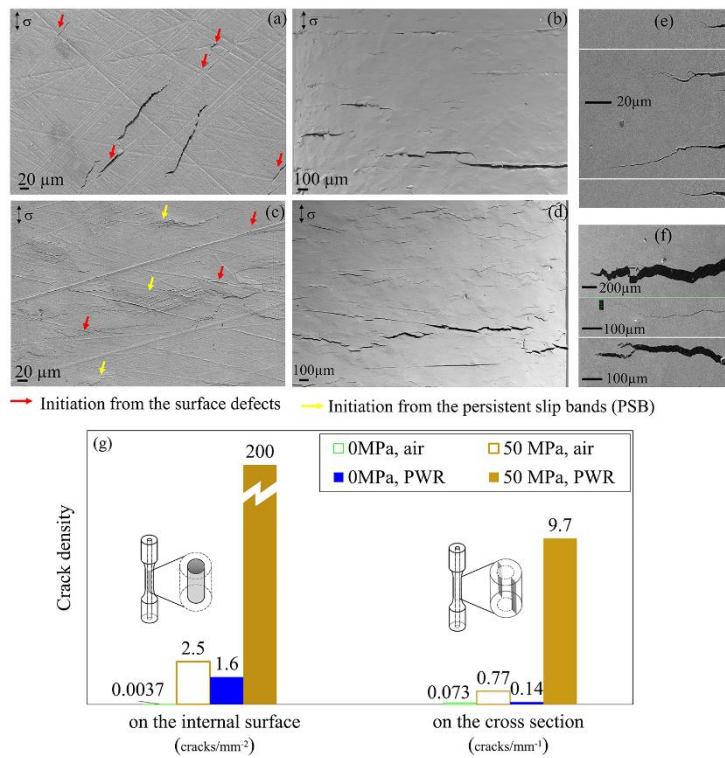 σ
(a)
20 μm
σ
(b)
100 μm
(e)
20μm
σ
(c)
20 μm
σ
(d)
100μm
(f)
200μm
100μm
100μm
Initiation from the surface defects
Initiation from the persistent slip bands (PSB)
(g)
0MPa, air
50 MPa, air
0MPa, PWR
50 MPa, PWR
Crack density
200
9.7
2.5
1.6
0.0037
0.77
0.073
0.14
on the internal surface
on the cross section
(cracks/mm⁻²)
(cracks/mm⁻¹)